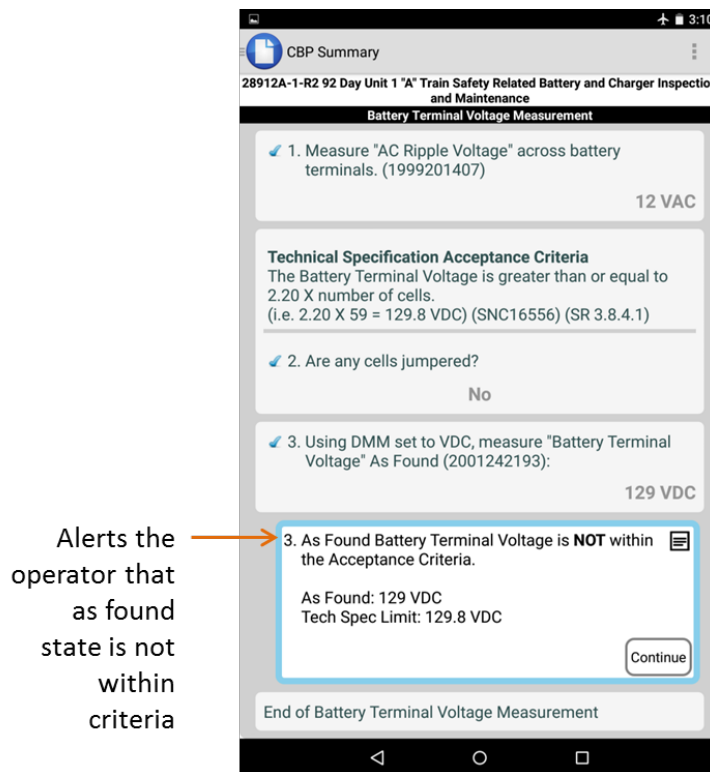 3:10
CBP Summary
28912A-1-R2 92 Day Unit 1 "A" Train Safety Related Battery and Charger Inspectio
and Maintenance
Battery Terminal Voltage Measurement
1. Measure "AC Ripple Voltage" across battery
terminals. (1999201407)
12 VAC
Technical Specification Acceptance Criteria
The Battery Terminal Voltage is greater than or equal to
2.20 X number of cells.
(i.e. 2.20 X 59 = 129.8 VDC) (SNC16556) (SR 3.8.4.1)
2. Are any cells jumpered?
No
3. Using DMM set to VDC, measure "Battery Terminal
Voltage" As Found (2001242193):
129 VDC
Alerts the
operator that
as found
state is not
within
criteria
3. As Found Battery Terminal Voltage is NOT within
the Acceptance Criteria.
As Found: 129 VDC
Tech Spec Limit: 129.8 VDC
Continue
End of Battery Terminal Voltage Measurement